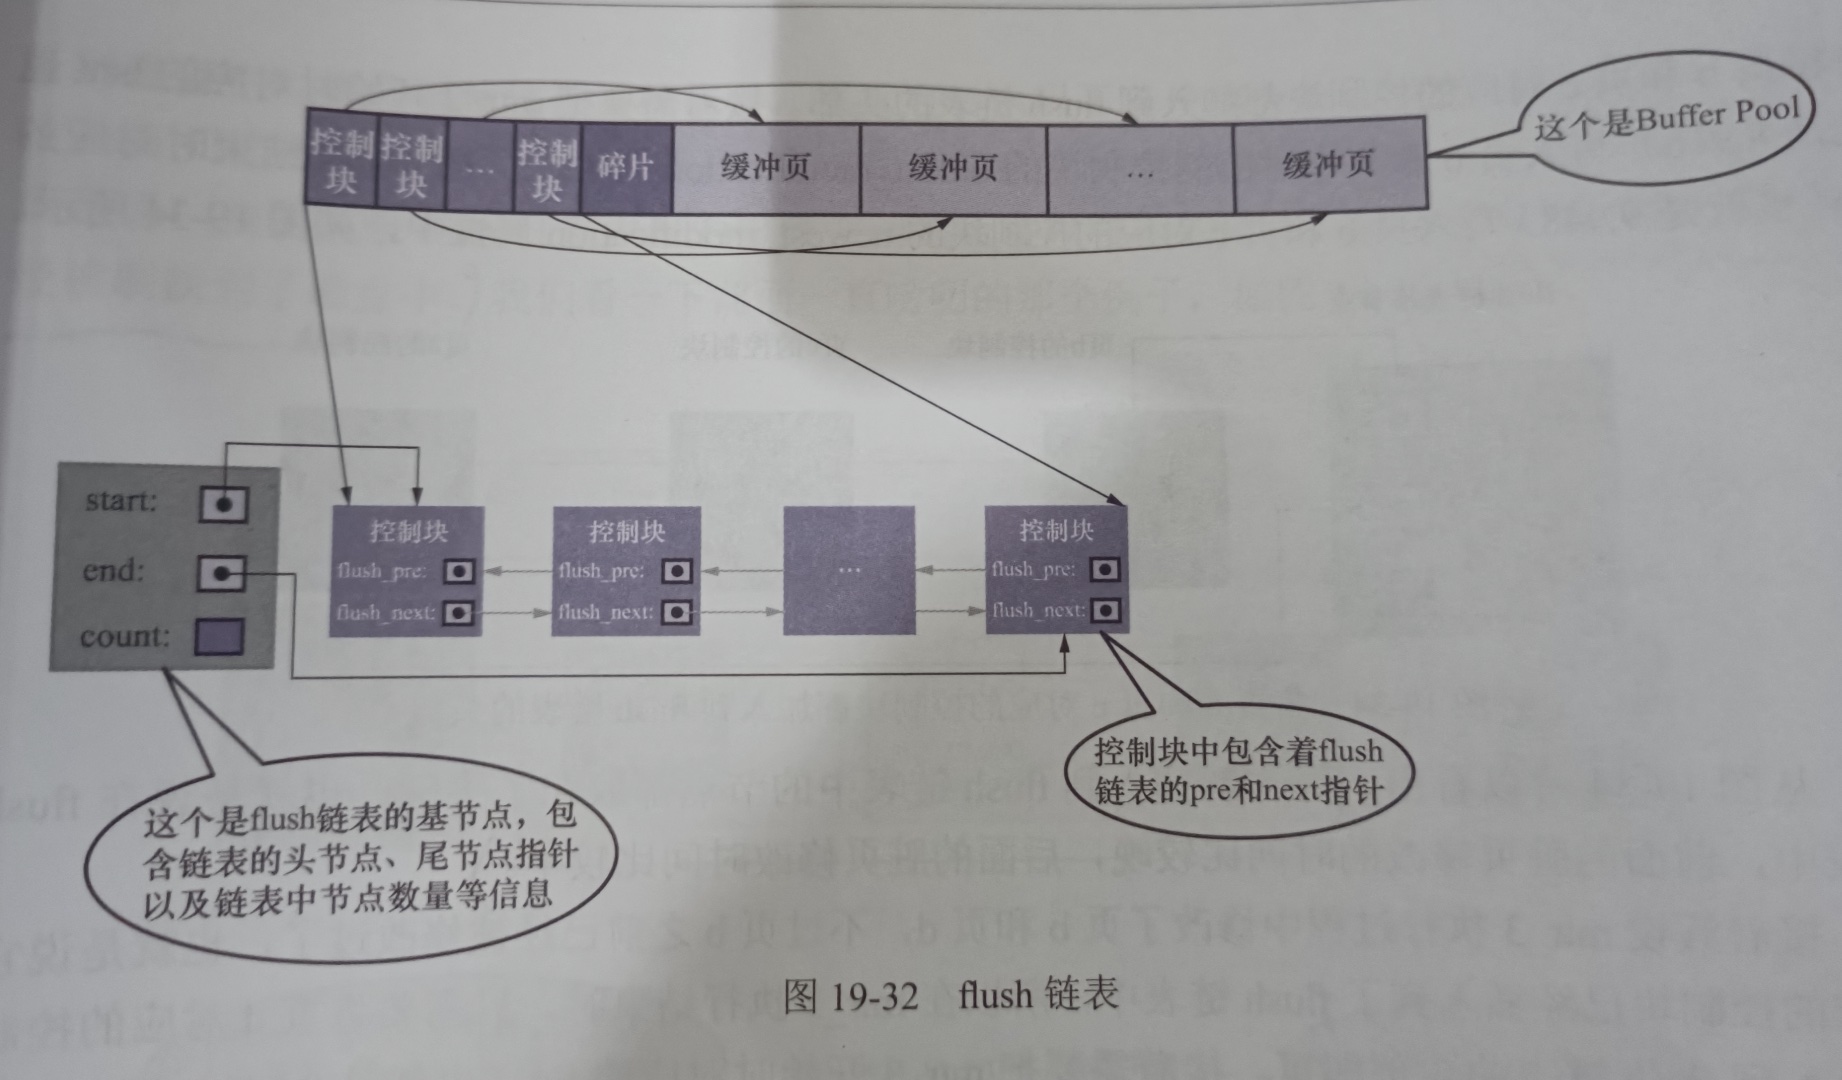 控制块
控制块
…
控制块
碎片
缓冲页
缓冲页
…
缓冲页
这个是Buffer Pool
start:
end:
count:
控制块
flush_pre:
flush_next:
控制块
flush_pre:
flush_next:
…
控制块
flush_pre:
flush_next:
控制块中包含着flush
链表的pre和next指针
这个是flush链表的基节点，包
含链表的头节点、尾节点指针
以及链表中节点数量等信息
图 19-32 flush 链表